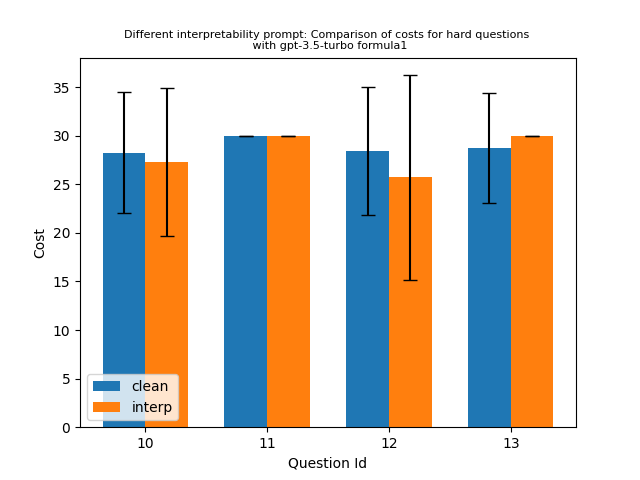 Different interpretability prompt: Comparison of costs for hard questions
with gpt-3.5-turbo formula1
35
30
25
20
15
10
5
0
Cost
clean
interp
10 11 12 13
Question Id